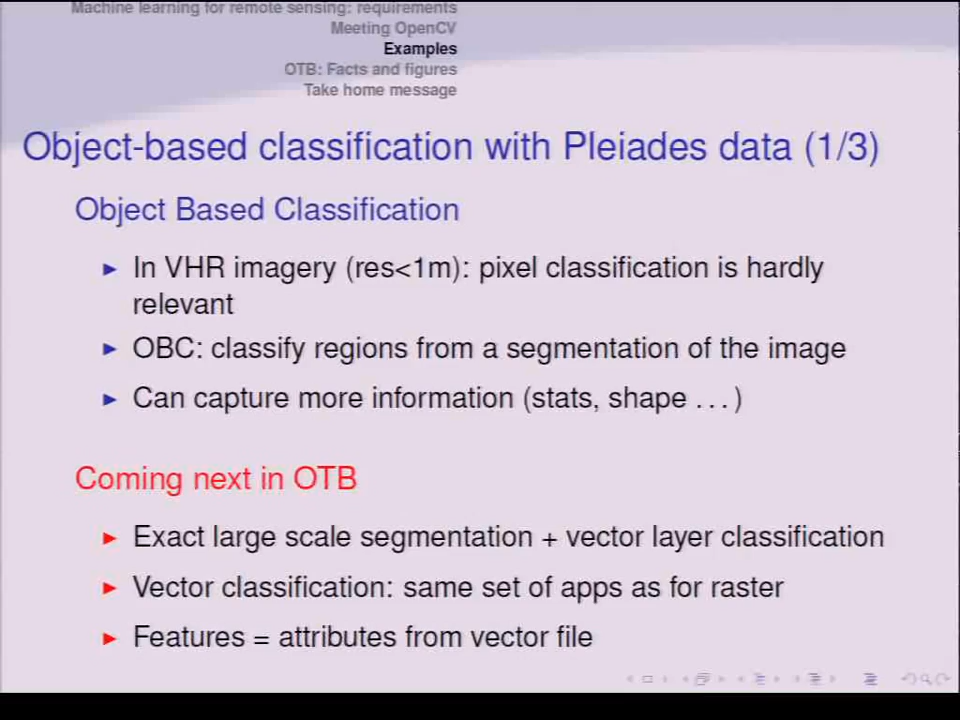 Machine learning for remote sensing: requirements
Meeting OpenCV
Examples
OTB: Facts and figures
Take home message
Object-based classification with Pleiades data (1/3)
Object Based Classification
In VHR imagery (res<1m): pixel classification is hardly
relevant
OBC: classify regions from a segmentation of the image
Can capture more information (stats, shape ...)
Coming next in OTB
Exact large scale segmentation + vector layer classification
Vector classification: same set of apps as for raster
Features = attributes from vector file